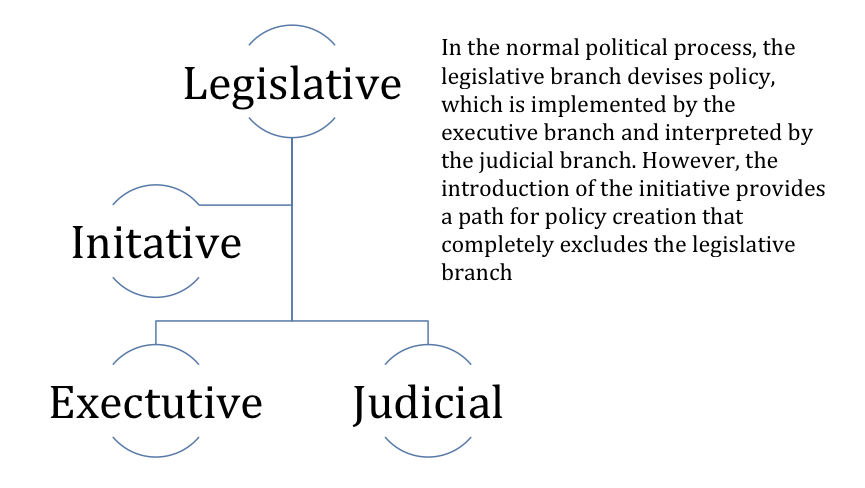 Legislative
In the normal political process, the
legislative branch devises policy,
which is implemented by the
executive branch and interpreted by
the judicial branch. However, the
introduction of the initiative provides
a path for policy creation that
completely excludes the legislative
branch
Initative
Exectutive
Judicial